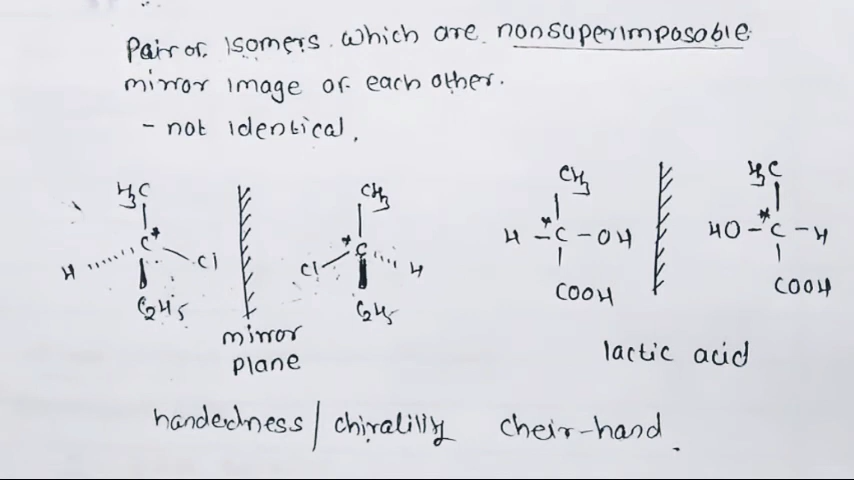 Pair of Isomers which are nonsuperimposable
mirror image of each other.
- not identical.
H3C
C*
H
Cl
C2H5
mirror
plane
CH3
*C
Cl
H
C2H5
CH3
H -*C - OH
COOH
H3C
HO -*C - H
COOH
lactic acid
handedness / chirality cheir-hand.